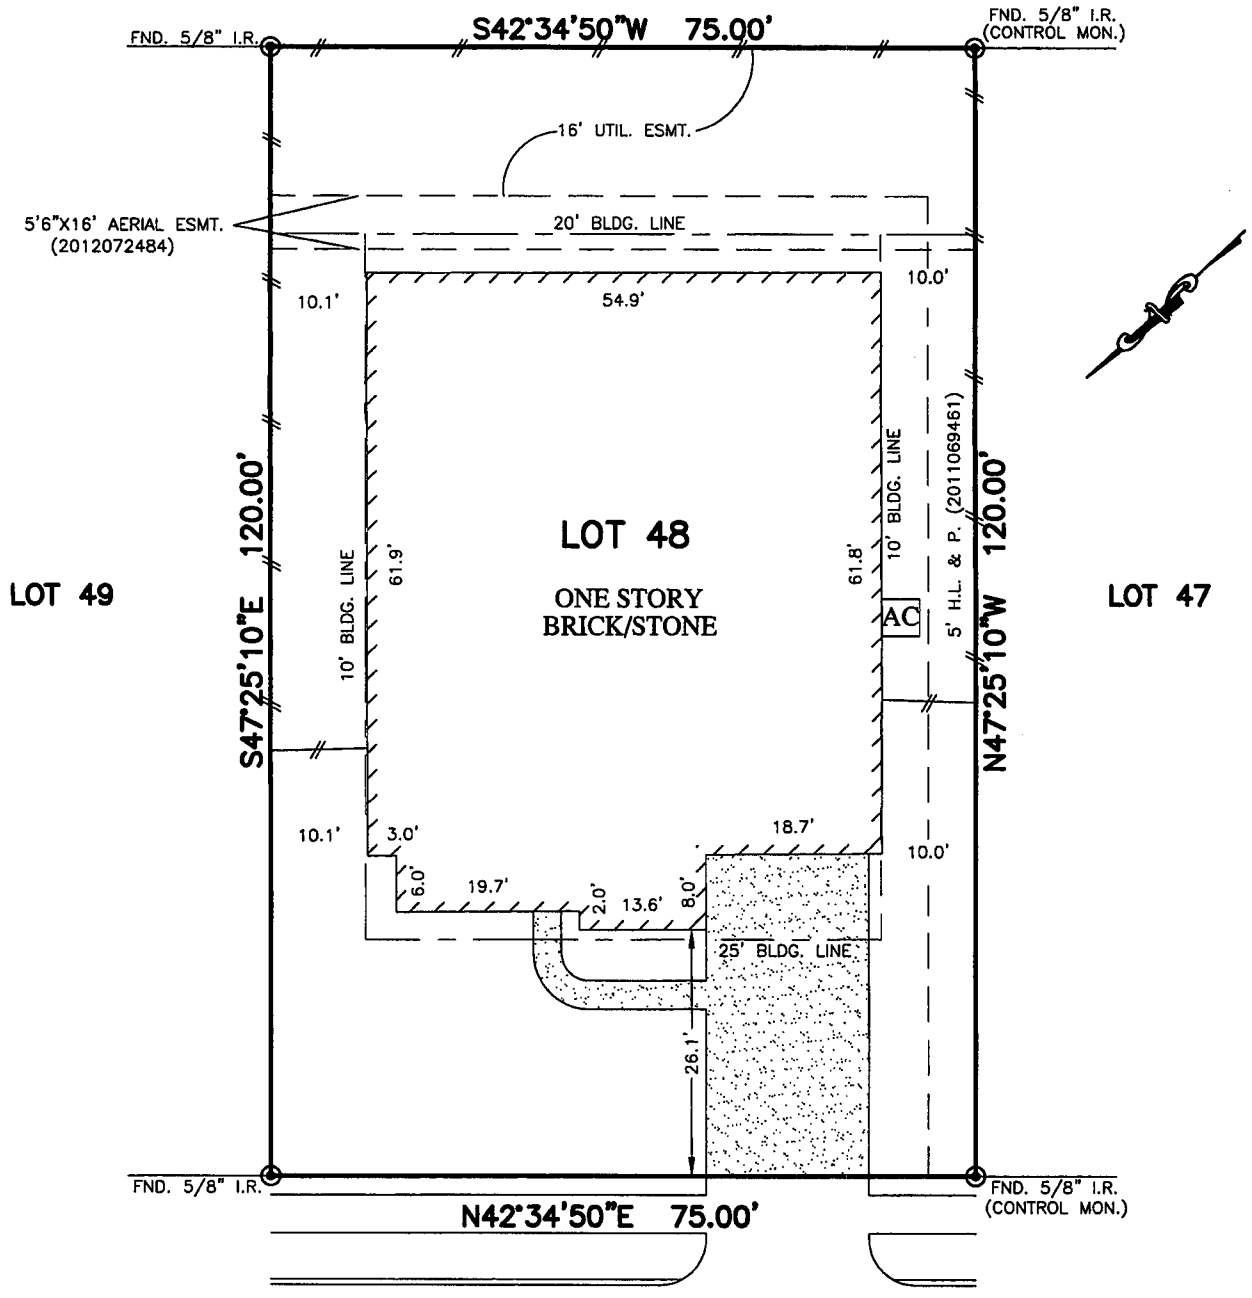 S42°34'50"W 75.00'
FND. 5/8" I.R.
FND. 5/8" I.R.
(CONTROL MON.)
16' UTIL. ESMT.
5'6"X16' AERIAL ESMT.
(2012072484)
20' BLDG. LINE
10.1'
54.9'
10.0'
S47°25'10"E 120.00'
10' BLDG. LINE
61.9'
LOT 48
ONE STORY
BRICK/STONE
61.8'
10' BLDG. LINE
AC
5' H.L. & P. (2011069461)
N47°25'10"W 120.00'
LOT 49
LOT 47
10.1'
3.0'
18.7'
10.0'
6.0'
19.7'
2.0'
13.6'
8.0'
25' BLDG. LINE
26.1'
FND. 5/8" I.R.
N42°34'50"E 75.00'
FND. 5/8" I.R.
(CONTROL MON.)